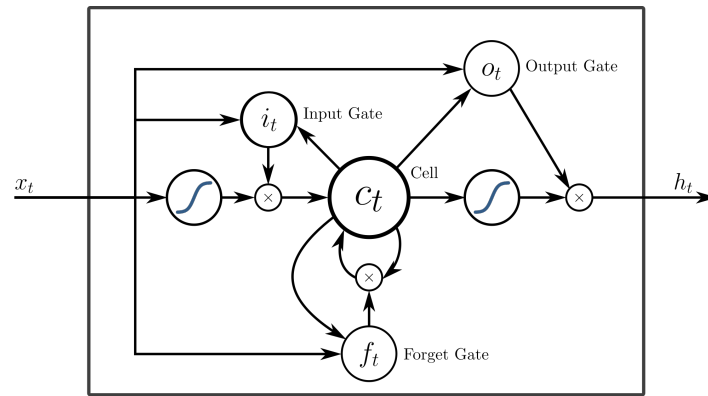 o_t Output Gate
i_t Input Gate
x_t
×
c_t Cell
×
h_t
×
f_t Forget Gate